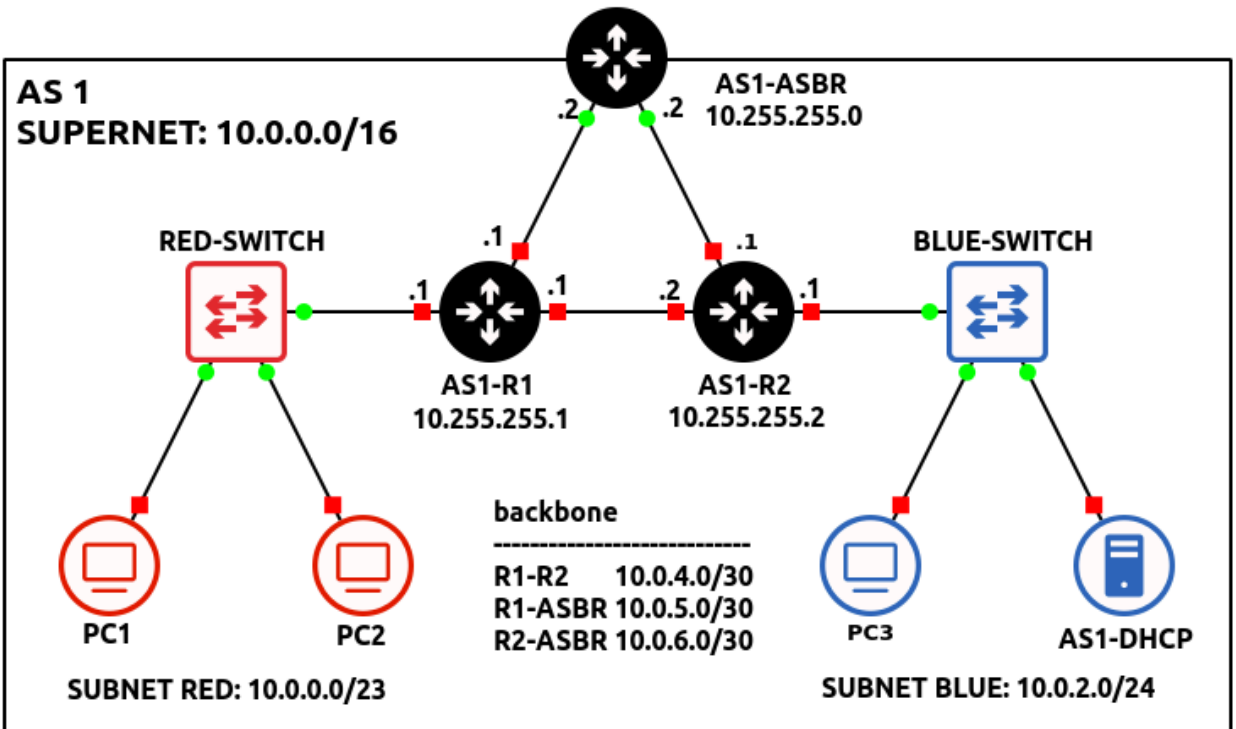 AS 1
SUPERNET: 10.0.0.0/16
AS1-ASBR
10.255.255.0
.2
.2
RED-SWITCH
.1
.1
BLUE-SWITCH
.1
.1
.2
.1
AS1-R1
10.255.255.1
AS1-R2
10.255.255.2
backbone
---------------------------
R1-R2 10.0.4.0/30
R1-ASBR 10.0.5.0/30
R2-ASBR 10.0.6.0/30
PC1
PC2
PC3
AS1-DHCP
SUBNET RED: 10.0.0.0/23
SUBNET BLUE: 10.0.2.0/24